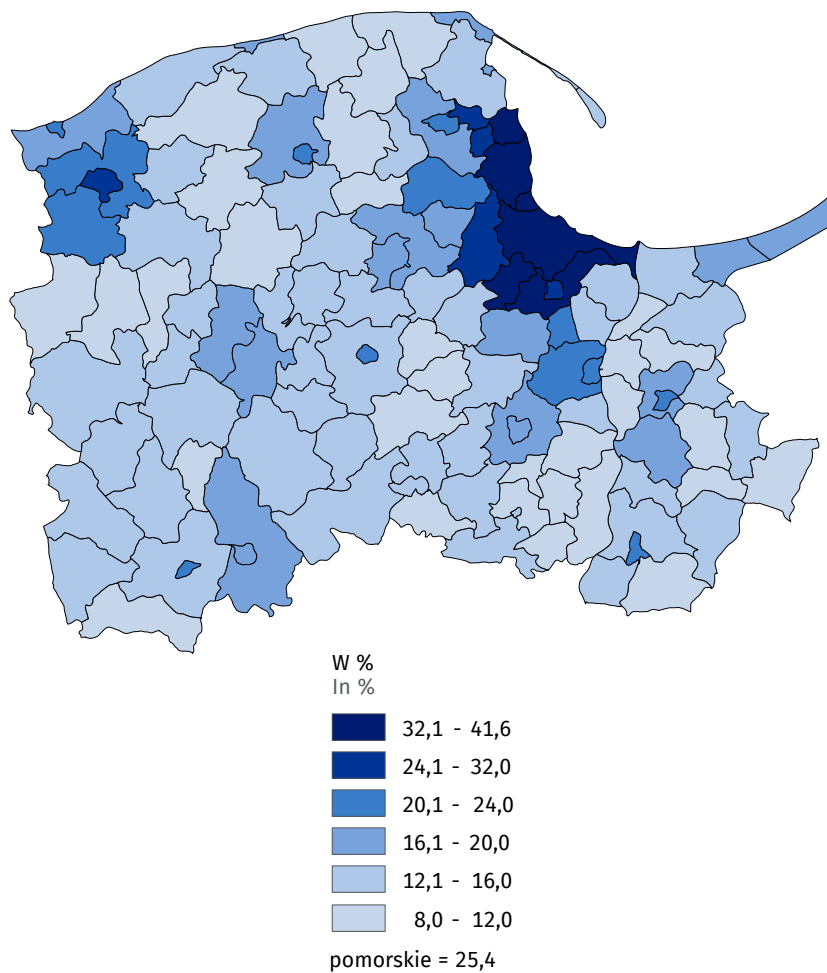 W %
In %
32,1 - 41,6
24,1 - 32,0
20,1 - 24,0
16,1 - 20,0
12,1 - 16,0
8,0 - 12,0
pomorskie = 25,4